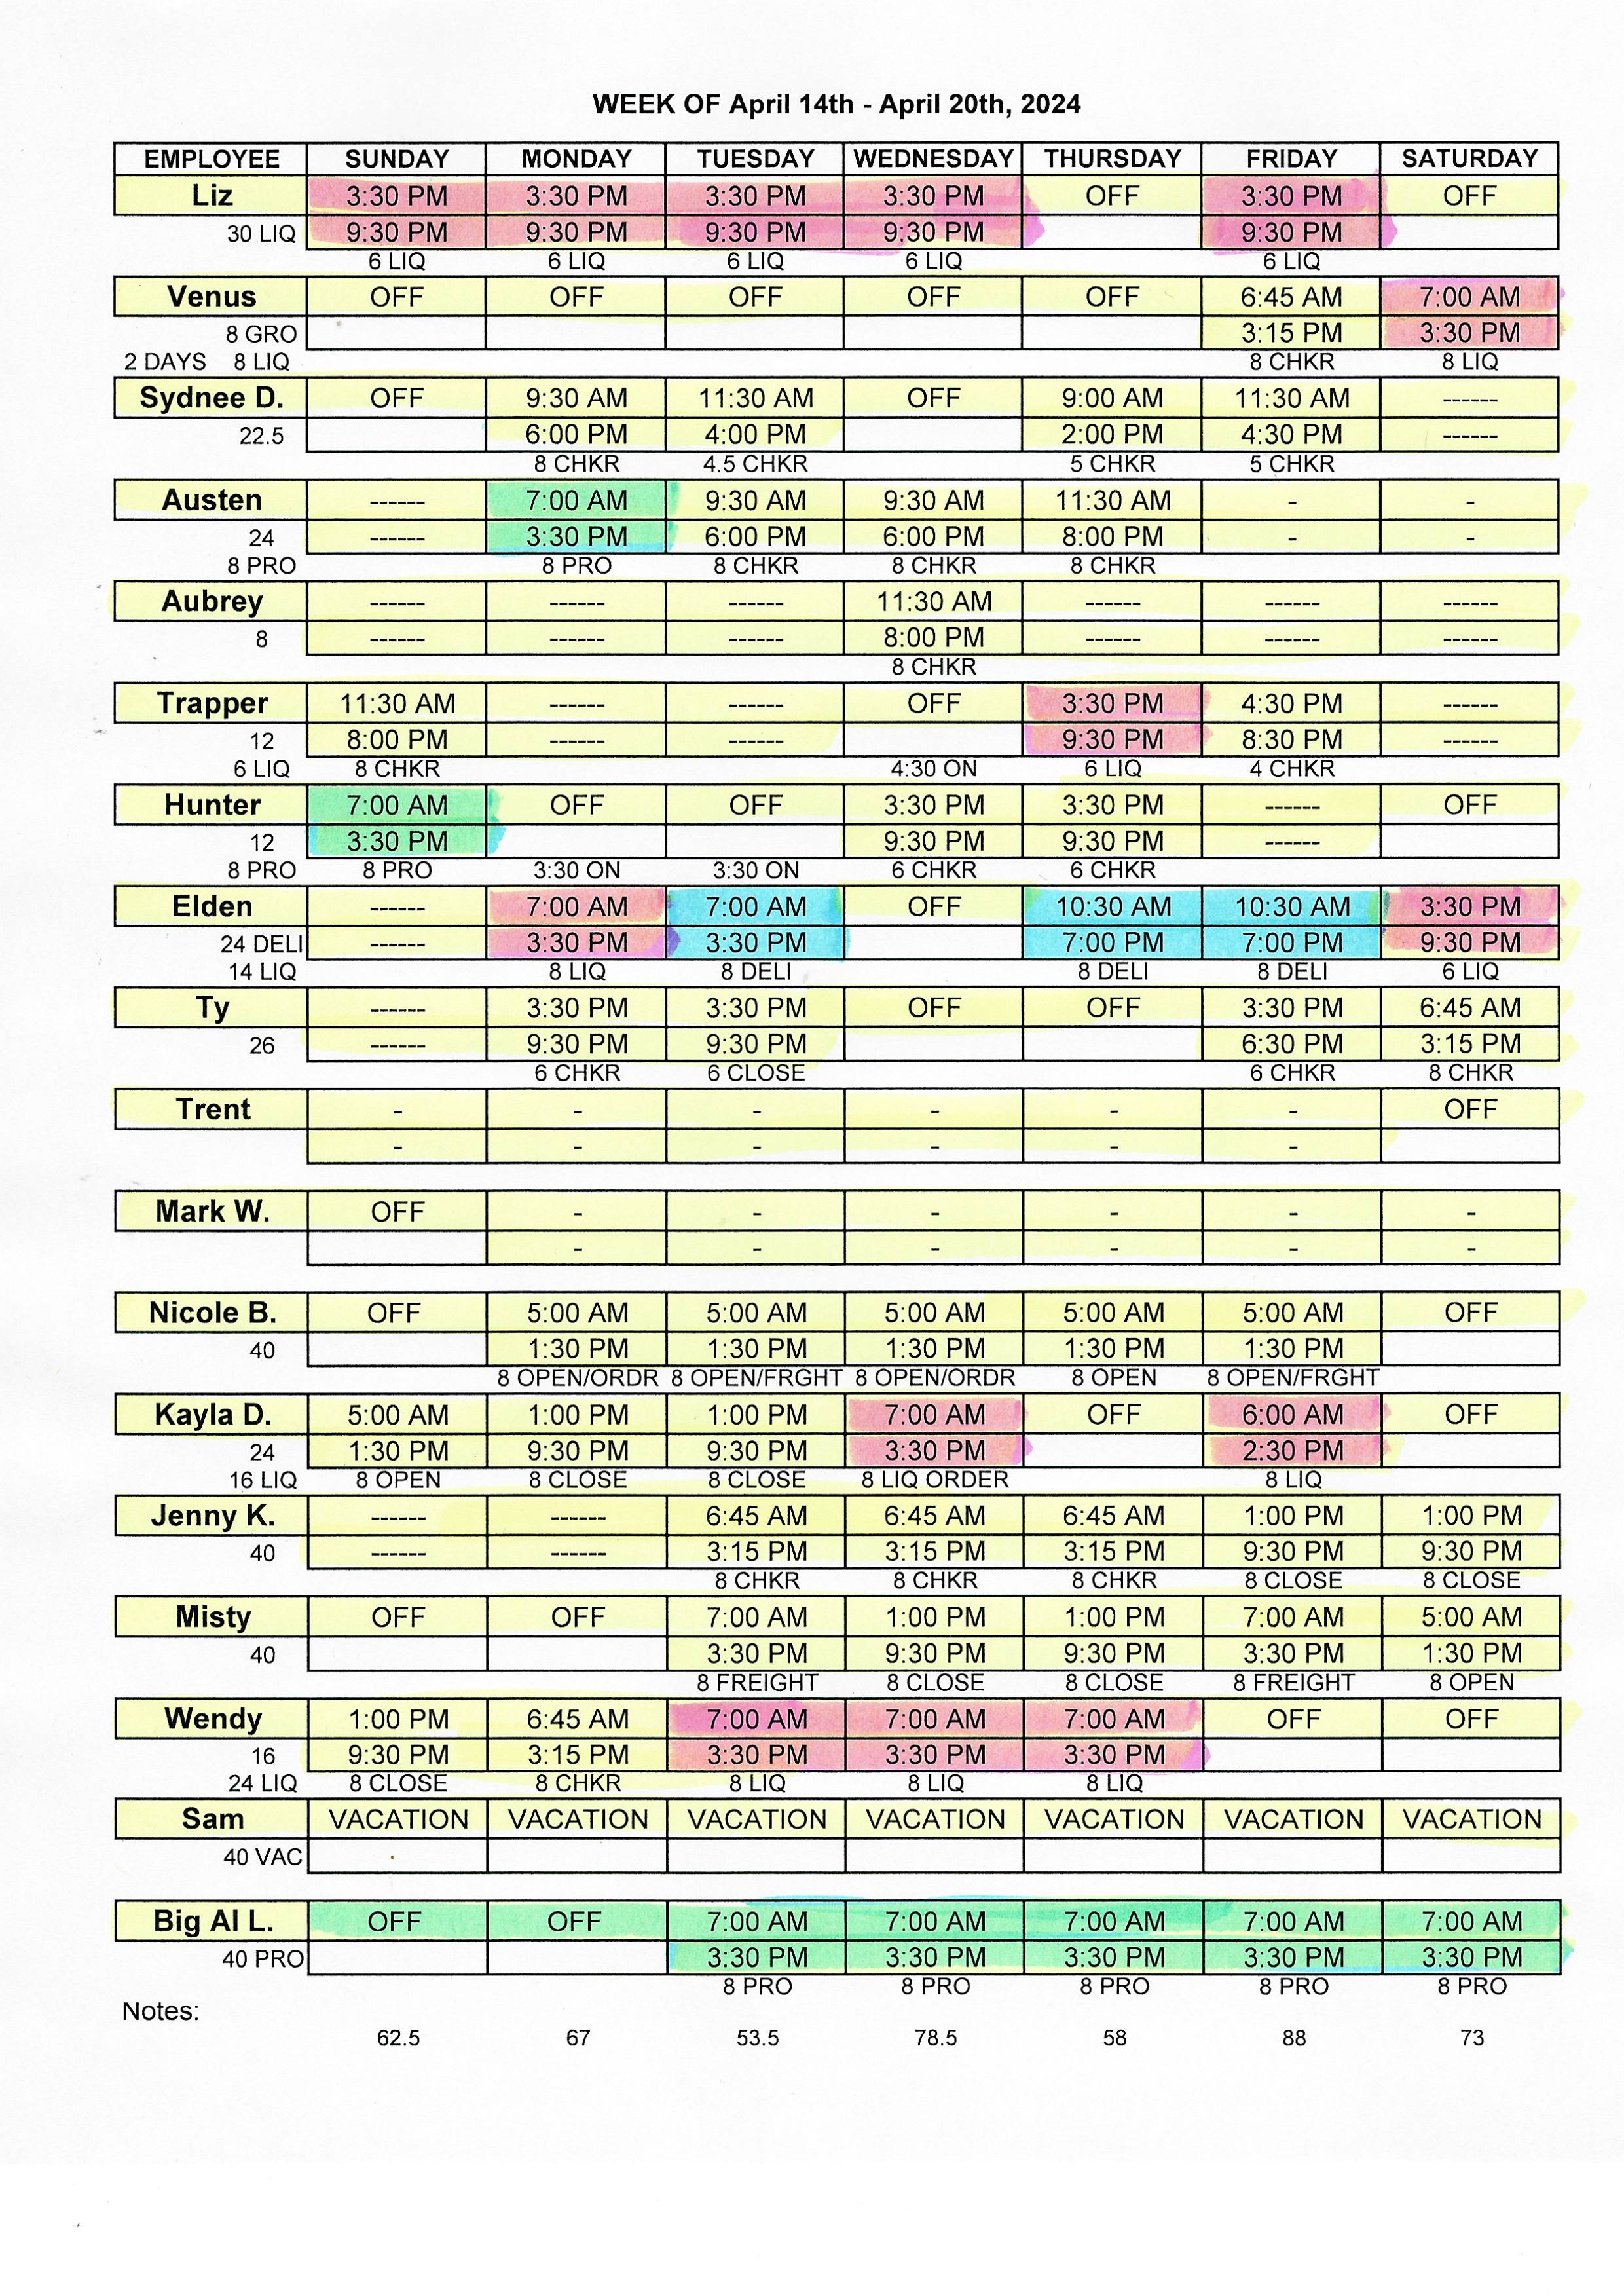 WEEK OF April 14th - April 20th, 2024
EMPLOYEE SUNDAY MONDAY TUESDAY WEDNESDAY THURSDAY FRIDAY SATURDAY
Liz 3:30 PM 3:30 PM 3:30 PM 3:30 PM OFF 3:30 PM OFF
30 LIQ 9:30 PM 9:30 PM 9:30 PM 9:30 PM 9:30 PM
6 LIQ 6 LIQ 6 LIQ 6 LIQ 6 LIQ
Venus OFF OFF OFF OFF OFF 6:45 AM 7:00 AM
8 GRO 3:15 PM 3:30 PM
2 DAYS 8 LIQ 8 CHKR 8 LIQ
Sydnee D. OFF 9:30 AM 11:30 AM OFF 9:00 AM 11:30 AM ------
22.5 6:00 PM 4:00 PM 2:00 PM 4:30 PM ------
8 CHKR 4.5 CHKR 5 CHKR 5 CHKR
Austen ------ 7:00 AM 9:30 AM 9:30 AM 11:30 AM - -
24 ------ 3:30 PM 6:00 PM 6:00 PM 8:00 PM - -
8 PRO 8 PRO 8 CHKR 8 CHKR 8 CHKR
Aubrey ------ ------ ------ 11:30 AM ------ ------ ------
8 ------ ------ ------ 8:00 PM ------ ------ ------
8 CHKR
Trapper 11:30 AM ------ ------ OFF 3:30 PM 4:30 PM ------
12 8:00 PM ------ ------ 9:30 PM 8:30 PM ------
6 LIQ 8 CHKR 4:30 ON 6 LIQ 4 CHKR
Hunter 7:00 AM OFF OFF 3:30 PM 3:30 PM ------ OFF
12 3:30 PM 9:30 PM 9:30 PM ------
8 PRO 8 PRO 3:30 ON 3:30 ON 6 CHKR 6 CHKR
Elden ------ 7:00 AM 7:00 AM OFF 10:30 AM 10:30 AM 3:30 PM
24 DELI ------ 3:30 PM 3:30 PM 7:00 PM 7:00 PM 9:30 PM
14 LIQ 8 LIQ 8 DELI 8 DELI 8 DELI 6 LIQ
Ty ------ 3:30 PM 3:30 PM OFF OFF 3:30 PM 6:45 AM
26 ------ 9:30 PM 9:30 PM 6:30 PM 3:15 PM
6 CHKR 6 CLOSE 6 CHKR 8 CHKR
Trent - - - - - - OFF
- - - - - -
Mark W. OFF - - - - - -
- - - - - -
Nicole B. OFF 5:00 AM 5:00 AM 5:00 AM 5:00 AM 5:00 AM OFF
40 1:30 PM 1:30 PM 1:30 PM 1:30 PM 1:30 PM
8 OPEN/ORDR 8 OPEN/FRGHT 8 OPEN/ORDR 8 OPEN 8 OPEN/FRGHT
Kayla D. 5:00 AM 1:00 PM 1:00 PM 7:00 AM OFF 6:00 AM OFF
24 1:30 PM 9:30 PM 9:30 PM 3:30 PM 2:30 PM
16 LIQ 8 OPEN 8 CLOSE 8 CLOSE 8 LIQ ORDER 8 LIQ
Jenny K. ------ ------ 6:45 AM 6:45 AM 6:45 AM 1:00 PM 1:00 PM
40 ------ ------ 3:15 PM 3:15 PM 3:15 PM 9:30 PM 9:30 PM
8 CHKR 8 CHKR 8 CHKR 8 CLOSE 8 CLOSE
Misty OFF OFF 7:00 AM 1:00 PM 1:00 PM 7:00 AM 5:00 AM
40 3:30 PM 9:30 PM 9:30 PM 3:30 PM 1:30 PM
8 FREIGHT 8 CLOSE 8 CLOSE 8 FREIGHT 8 OPEN
Wendy 1:00 PM 6:45 AM 7:00 AM 7:00 AM 7:00 AM OFF OFF
16 9:30 PM 3:15 PM 3:30 PM 3:30 PM 3:30 PM
24 LIQ 8 CLOSE 8 CHKR 8 LIQ 8 LIQ 8 LIQ
Sam VACATION VACATION VACATION VACATION VACATION VACATION VACATION
40 VAC
Big Al L. OFF OFF 7:00 AM 7:00 AM 7:00 AM 7:00 AM 7:00 AM
40 PRO 3:30 PM 3:30 PM 3:30 PM 3:30 PM 3:30 PM
8 PRO 8 PRO 8 PRO 8 PRO 8 PRO
Notes:
62.5 67 53.5 78.5 58 88 73